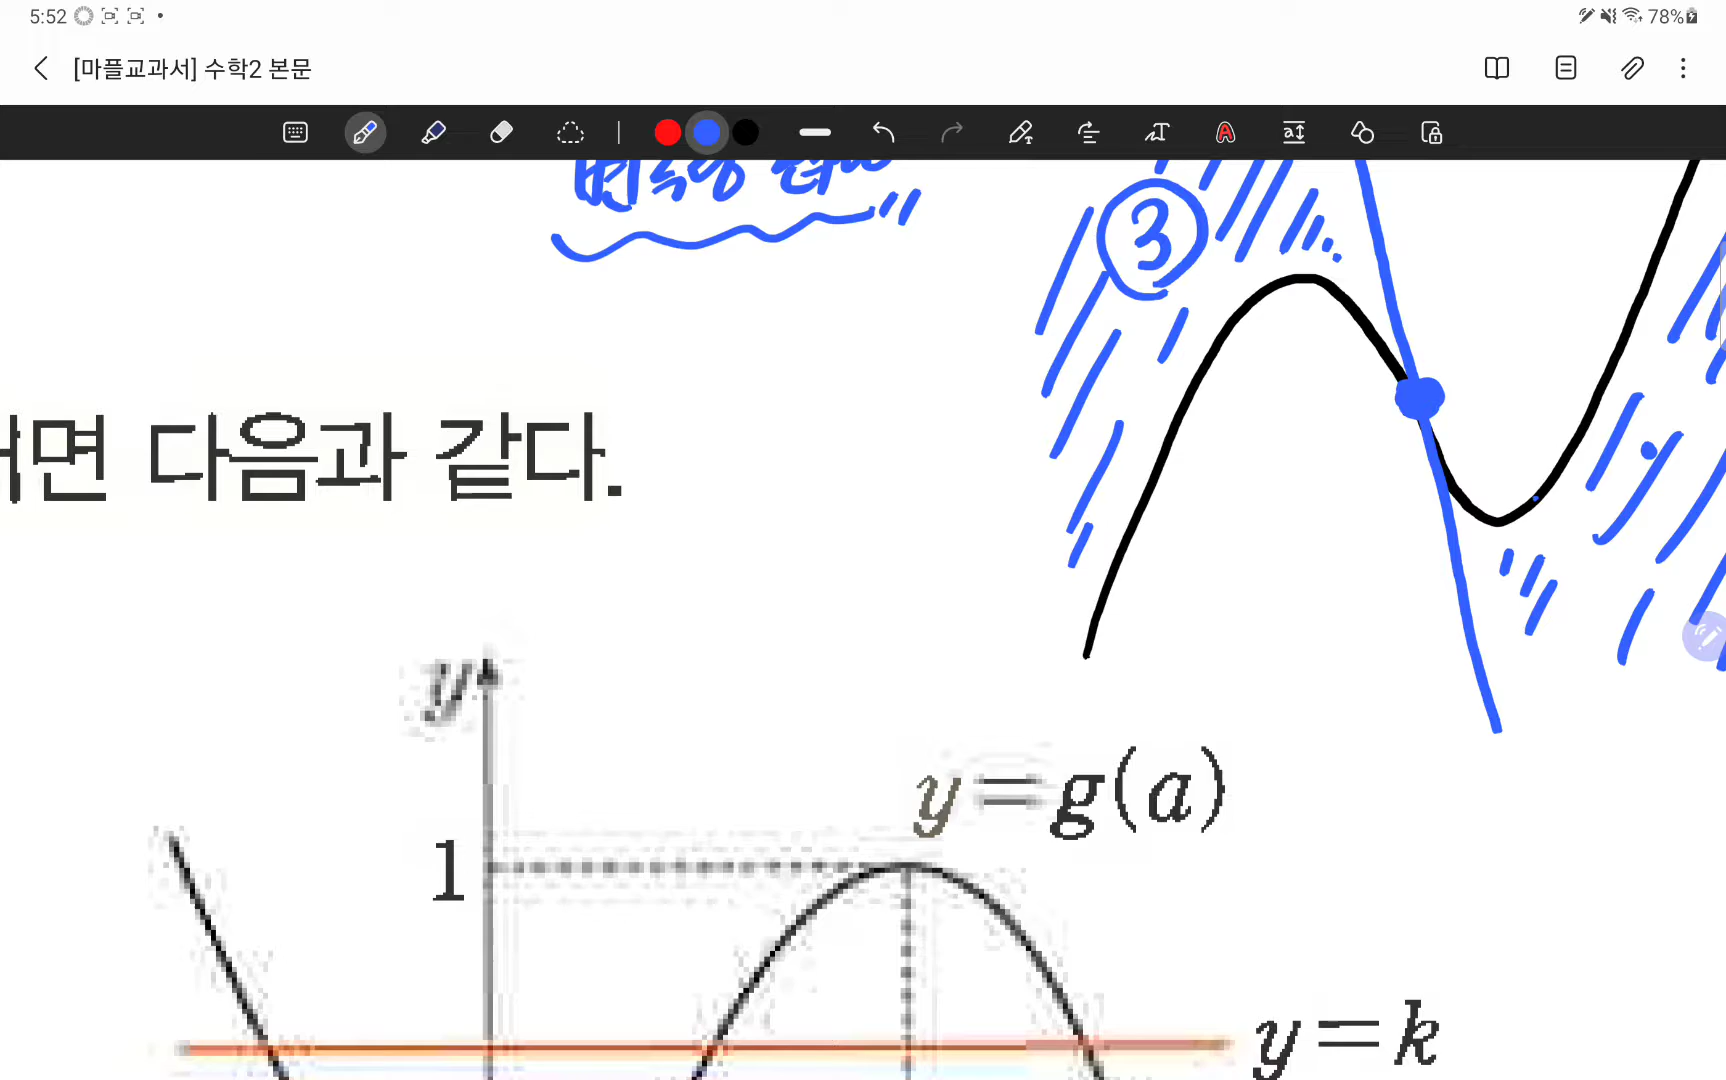 5:52
78%
[마플교과서] 수학2 본문
③
면 다음과 같다.
y
y=g(a)
1
y=k